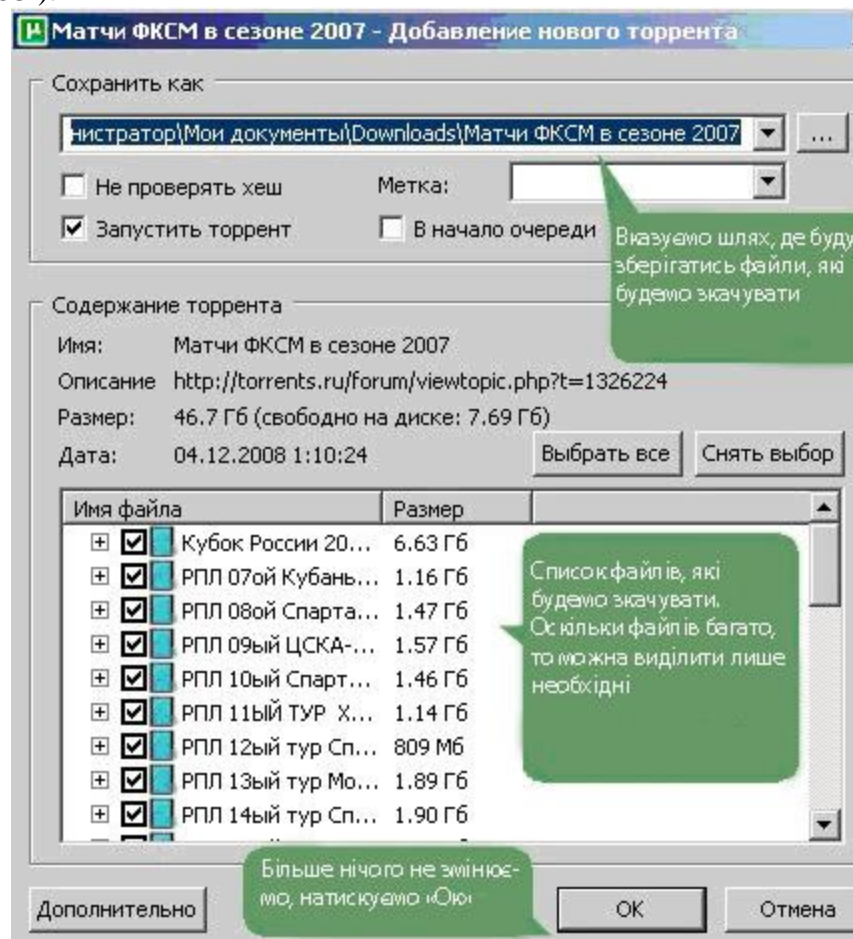 Матчи ФКСМ в сезоне 2007 - Добавление нового торрента
Сохранить как
нистратор\Мои документы\Downloads\Матчи ФКСМ в сезоне 2007
...
Не проверять хеш
Метка:
Запустить торрент
В начало очереди
Вказуємо шлях, де буду
зберігатись файли, які
будемо зкачувати
Содержание торрента
Имя: Матчи ФКСМ в сезоне 2007
Описание http://torrents.ru/forum/viewtopic.php?t=1326224
Размер: 46.7 Гб (свободно на диске: 7.69 Гб)
Дата: 04.12.2008 1:10:24
Выбрать все
Снять выбор
Имя файла Размер
Кубок России 20... 6.63 Гб
РПЛ 07ой Кубань... 1.16 Гб
РПЛ 08ой Спарта... 1.47 Гб
РПЛ 09ый ЦСКА-... 1.57 Гб
РПЛ 10ый Спарт... 1.46 Гб
РПЛ 11ЫЙ ТУР Х... 1.14 Гб
РПЛ 12ый тур Сп... 809 Мб
РПЛ 13ый тур Мо... 1.89 Гб
РПЛ 14ый тур Сп... 1.90 Гб
Список файлів, які
будемо зкачувати.
Оскільки файлів багато,
то можна виділити лише
необхідні
Більше нічого не змінює-
мо, натискуємо «Ок»
Дополнительно
OK
Отмена